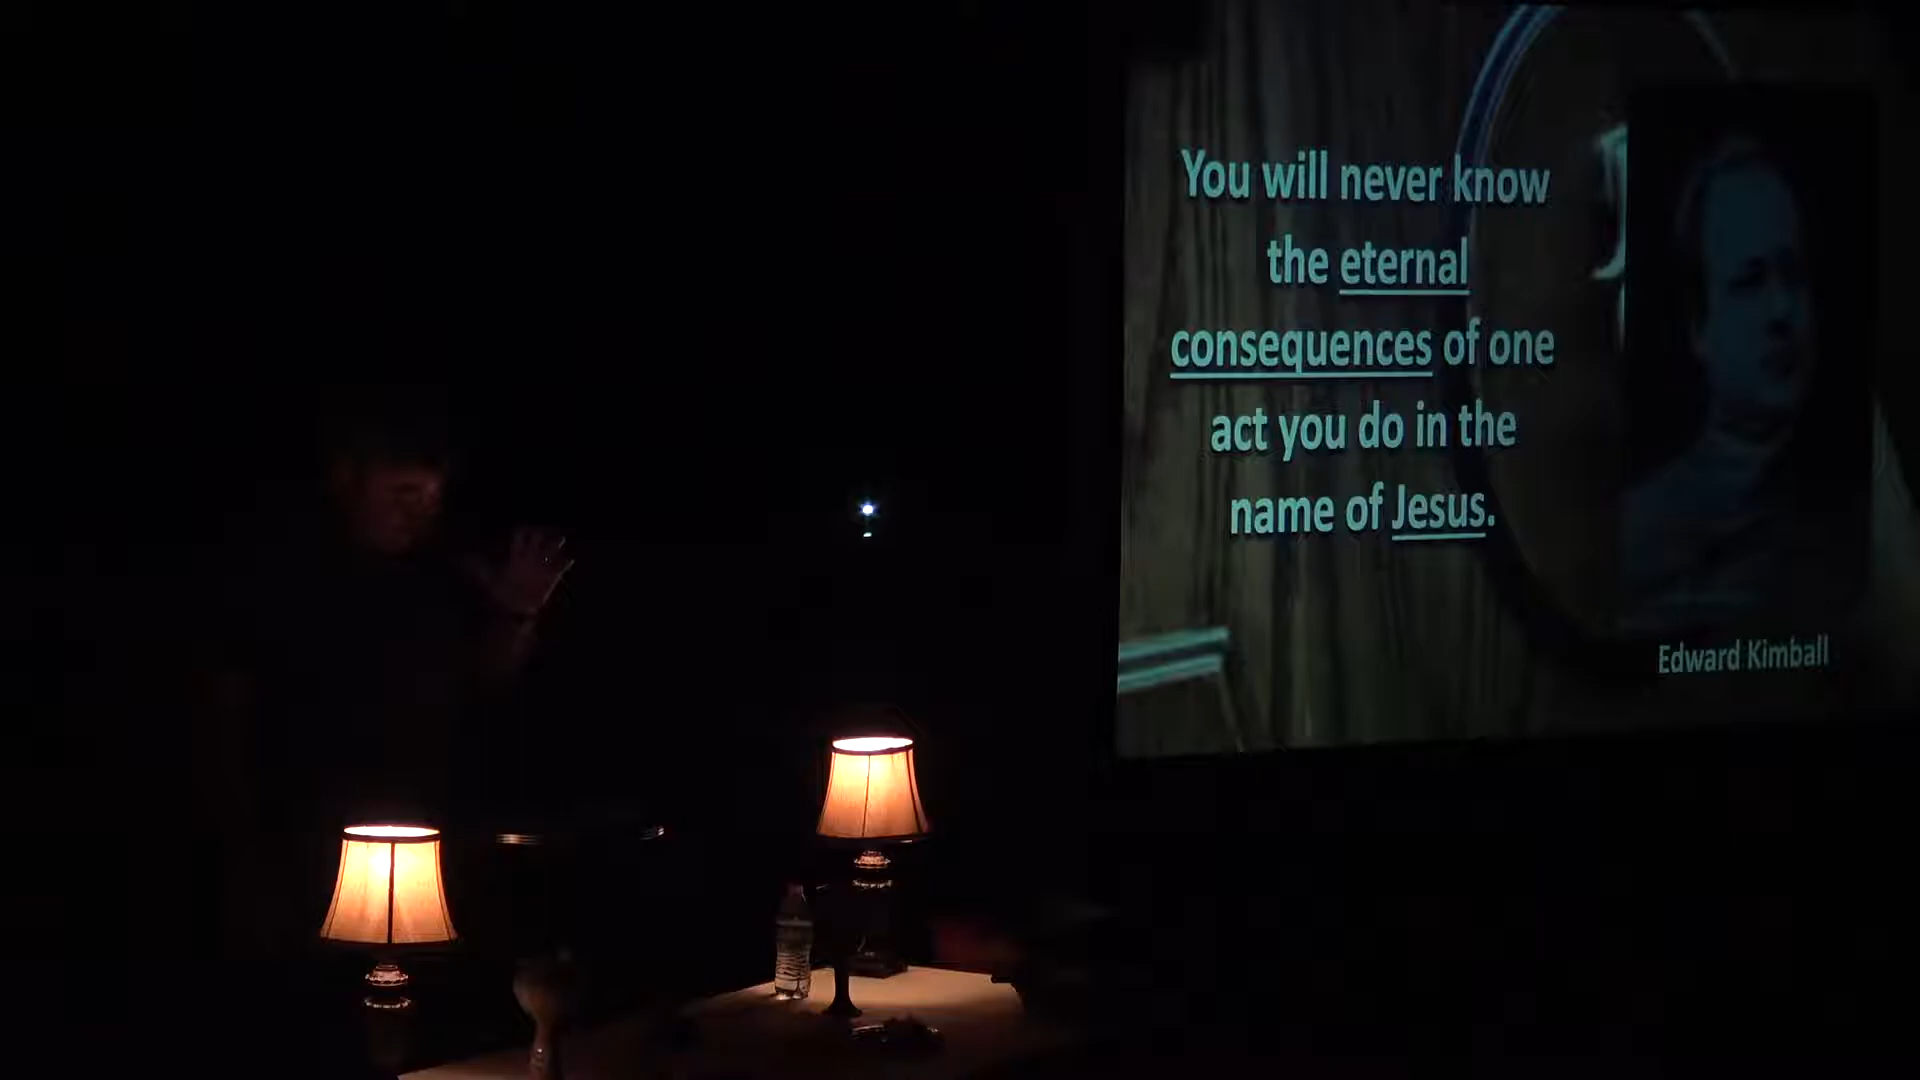 You will never know
the eternal
consequences of one
act you do in the
name of Jesus.
Edward Kimball